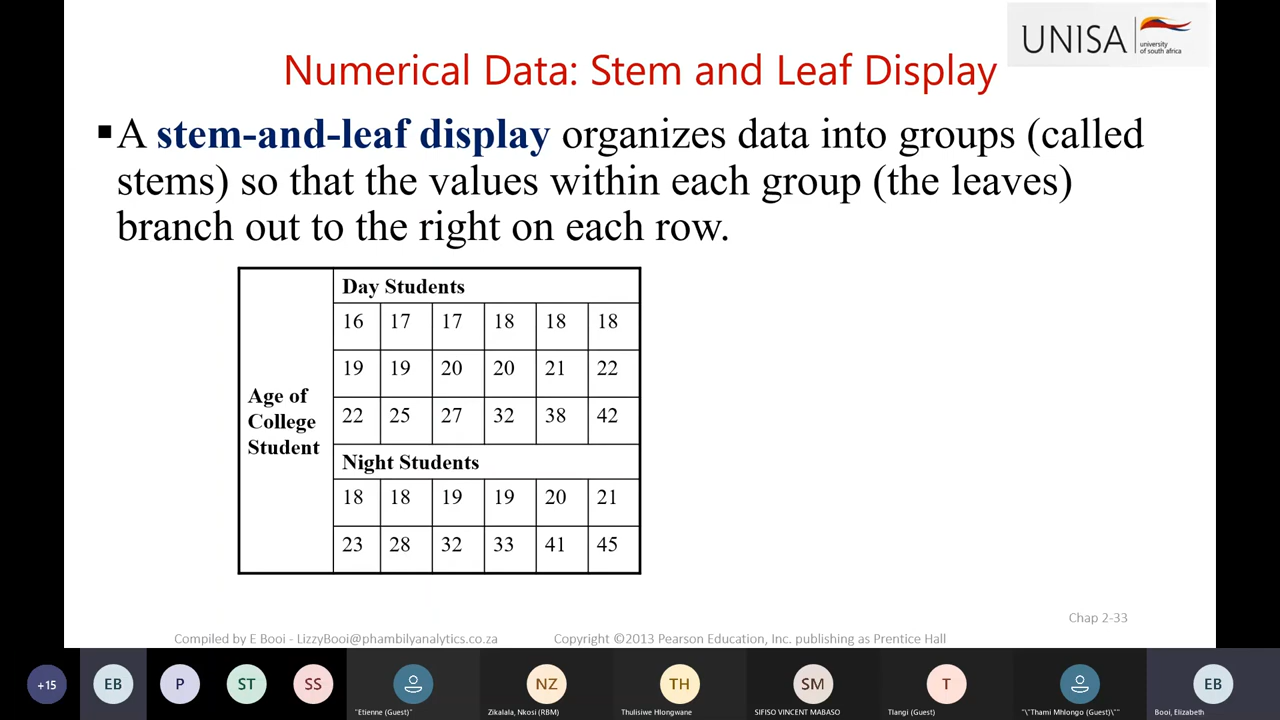 UNISA
university
of south africa
Numerical Data: Stem and Leaf Display
▪A stem-and-leaf display organizes data into groups (called
stems) so that the values within each group (the leaves)
branch out to the right on each row.
Age of
College
Student
Day Students
16 17 17 18 18 18
19 19 20 20 21 22
22 25 27 32 38 42
Night Students
18 18 19 19 20 21
23 28 32 33 41 45
Chap 2-33
Compiled by E Booi - LizzyBooi@phambilyanalytics.co.za
Copyright ©2013 Pearson Education, Inc. publishing as Prentice Hall
+15
EB
P
ST
SS
"Etienne (Guest)"
NZ
Zikalala, Nkosi (RBM)
TH
Thulisiwe Hlongwane
SM
SIFISO VINCENT MABASO
T
Tlangi (Guest)
"\"Thami Mhlongo (Guest)\""
EB
Booi, Elizabeth